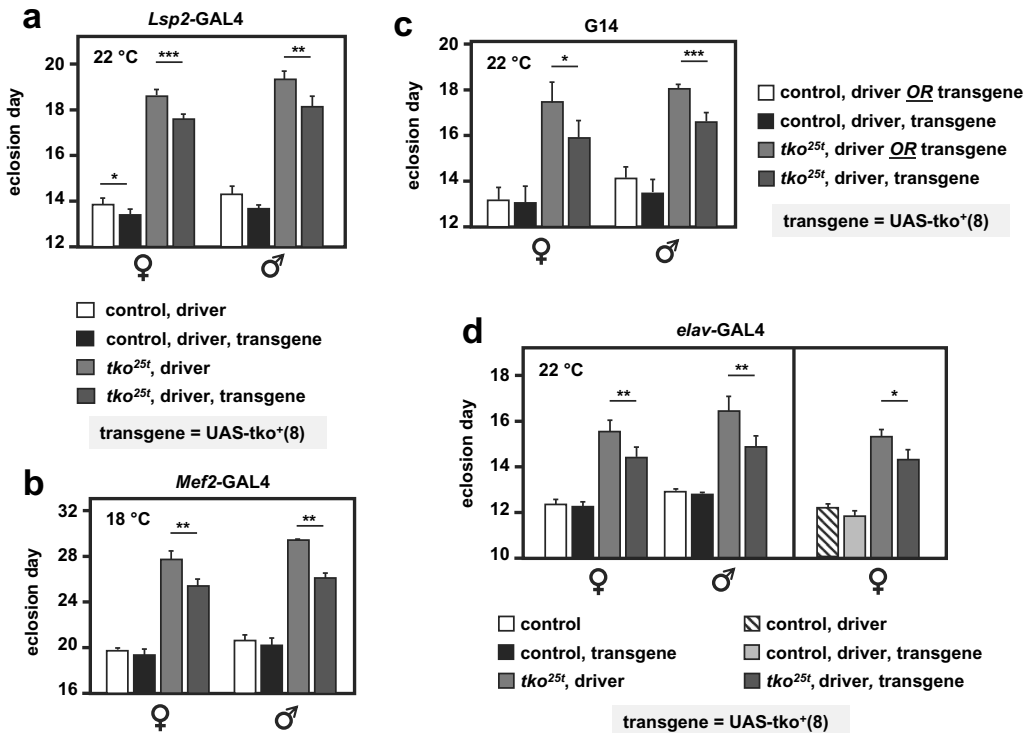 a
Lsp2-GAL4
22 °C
***
**
*
eclosion day
20
18
16
14
12
♀
♂
control, driver
control, driver, transgene
tko25t, driver
tko25t, driver, transgene
transgene = UAS-tko+(8)
b
Mef2-GAL4
18 °C
**
**
eclosion day
32
28
24
20
16
♀
♂
c
G14
22 °C
*
***
eclosion day
20
18
16
14
12
♀
♂
control, driver OR transgene
control, driver, transgene
tko25t, driver OR transgene
tko25t, driver, transgene
transgene = UAS-tko+(8)
d
elav-GAL4
22 °C
**
**
*
eclosion day
18
16
14
12
10
♀
♂
♀
control
control, transgene
tko25t, driver
control, driver
control, driver, transgene
tko25t, driver, transgene
transgene = UAS-tko+(8)